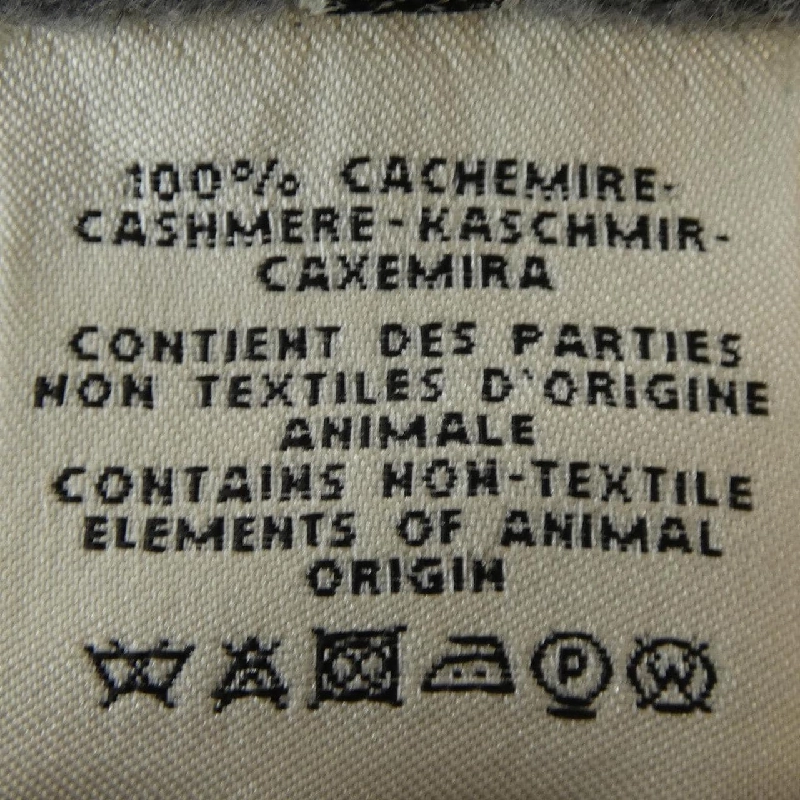 100% CACHEMIRE-
CASHMERE-KASCHMIR-
CAXEMIRA
CONTIENT DES PARTIES
NON TEXTILES D'ORIGINE
ANIMALE
CONTAINS NON-TEXTILE
ELEMENTS OF ANIMAL
ORIGIN
P W